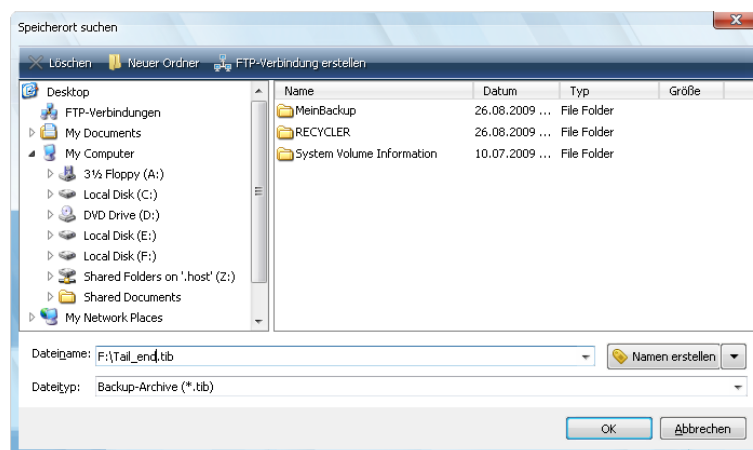 Speicherort suchen
Löschen Neuer Ordner FTP-Verbindung erstellen
Desktop
FTP-Verbindungen
My Documents
My Computer
3½ Floppy (A:)
Local Disk (C:)
DVD Drive (D:)
Local Disk (E:)
Local Disk (F:)
Shared Folders on '.host' (Z:)
Shared Documents
My Network Places
Name Datum Typ Größe
MeinBackup 26.08.2009 ... File Folder
RECYCLER 26.08.2009 ... File Folder
System Volume Information 10.07.2009 ... File Folder
Dateiname: F:\Tail_end.tib Namen erstellen
Dateityp: Backup-Archive (*.tib)
OK Abbrechen